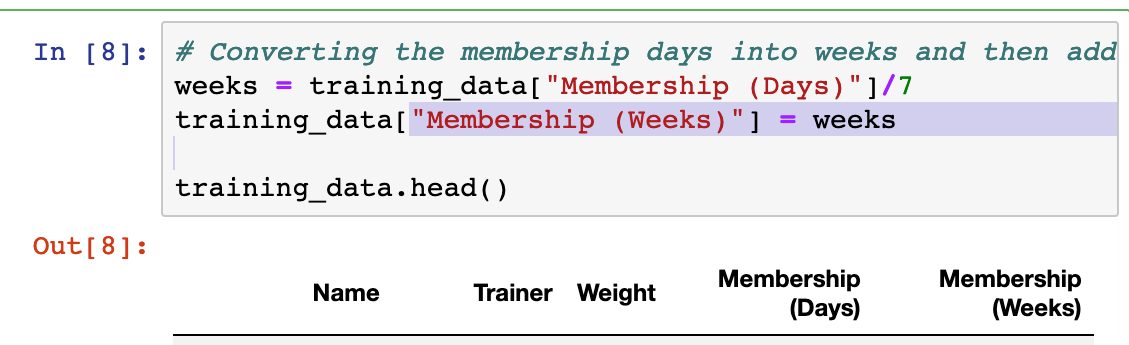 In [8]: # Converting the membership days into weeks and then add
weeks = training_data["Membership (Days)"]/7
training_data["Membership (Weeks)"] = weeks
training_data.head()
Out[8]:
Name Trainer Weight Membership (Days) Membership (Weeks)